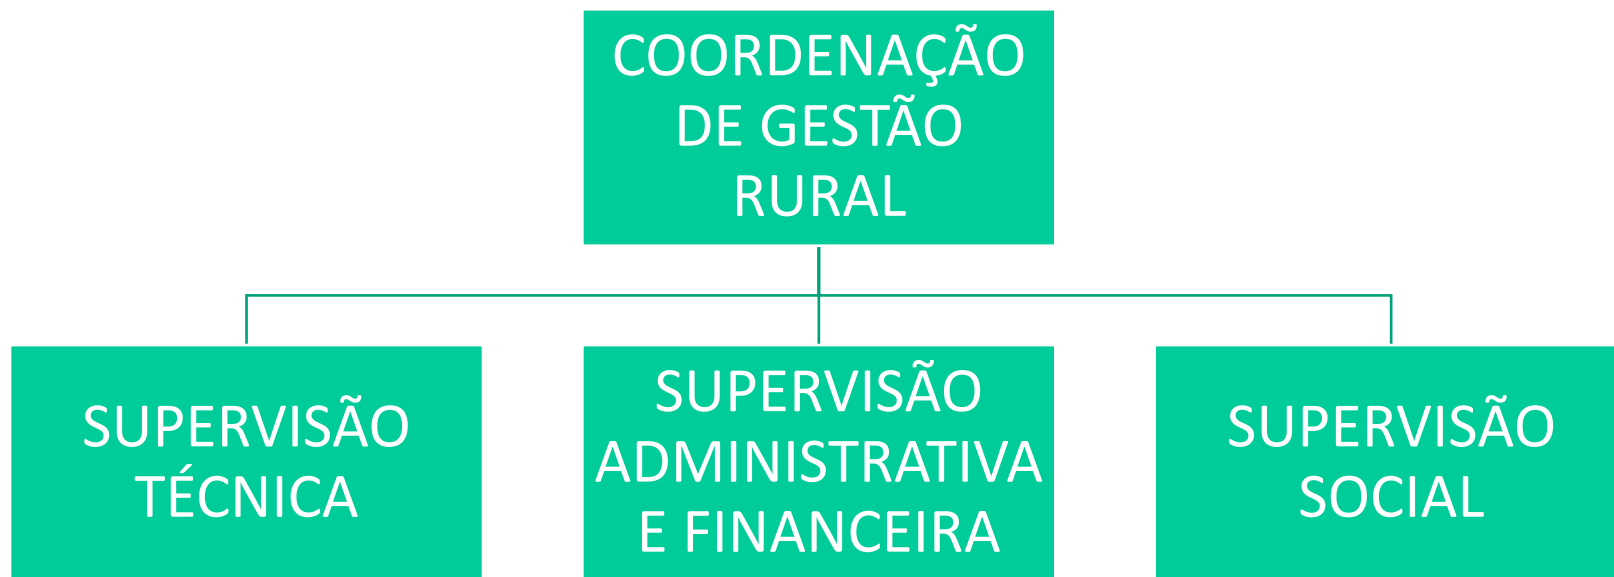 COORDENAÇÃO
DE GESTÃO
RURAL
SUPERVISÃO
TÉCNICA
SUPERVISÃO
ADMINISTRATIVA
E FINANCEIRA
SUPERVISÃO
SOCIAL